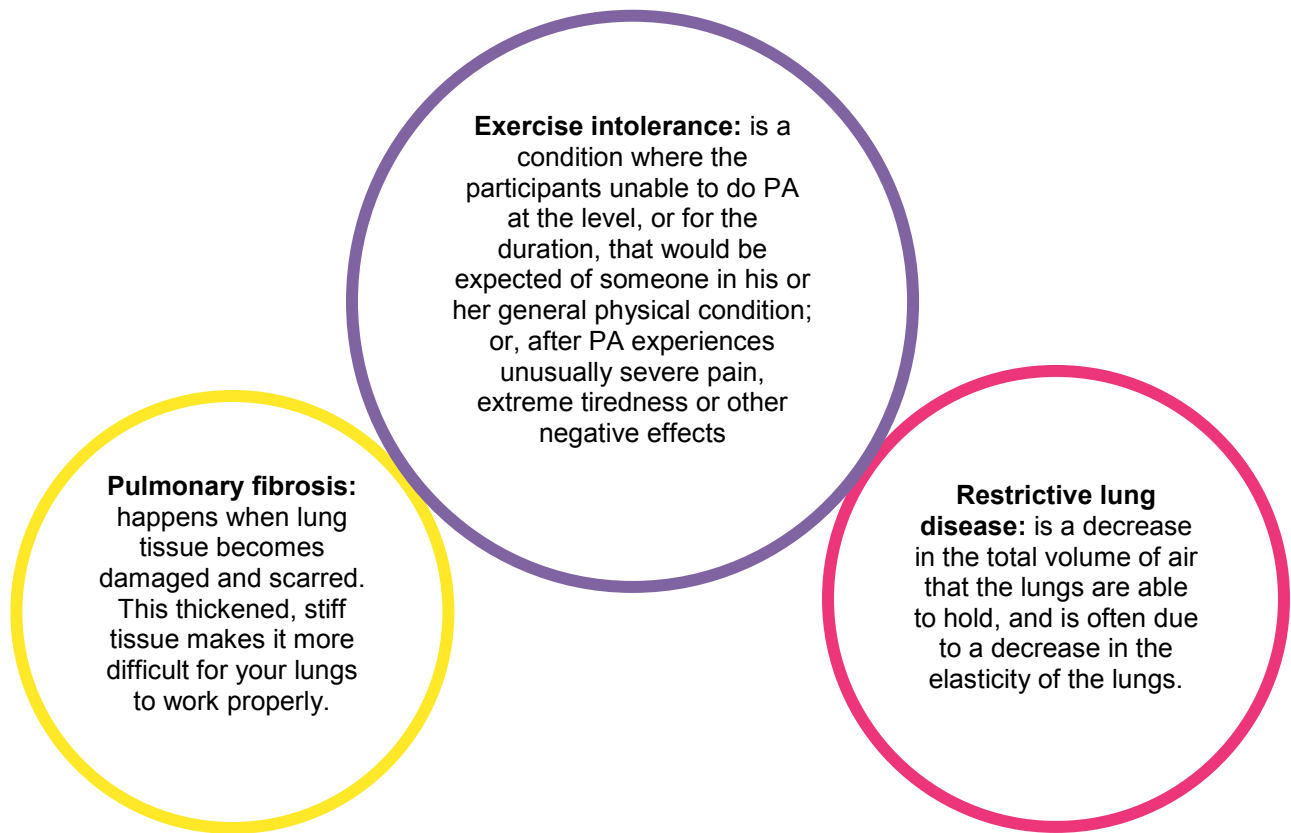 Exercise intolerance: is a
condition where the
participants unable to do PA
at the level, or for the
duration, that would be
expected of someone in his or
her general physical condition;
or, after PA experiences
unusually severe pain,
extreme tiredness or other
negative effects
Pulmonary fibrosis:
happens when lung
tissue becomes
damaged and scarred.
This thickened, stiff
tissue makes it more
difficult for your lungs
to work properly.
Restrictive lung
disease: is a decrease
in the total volume of air
that the lungs are able
to hold, and is often due
to a decrease in the
elasticity of the lungs.